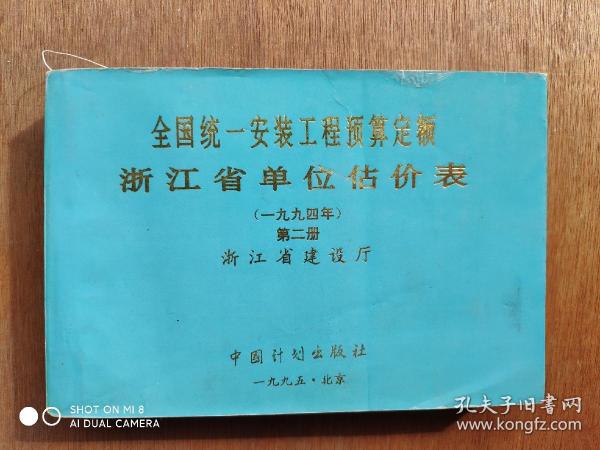 全国统一安装工程预算定额
浙江省单位估价表
(一九九四年)
第二册
浙江省建设厅
中国计划出版社
一九九五·北京
SHOT ON MI 8
AI DUAL CAMERA
孔夫子旧书网
www.kongfz.com